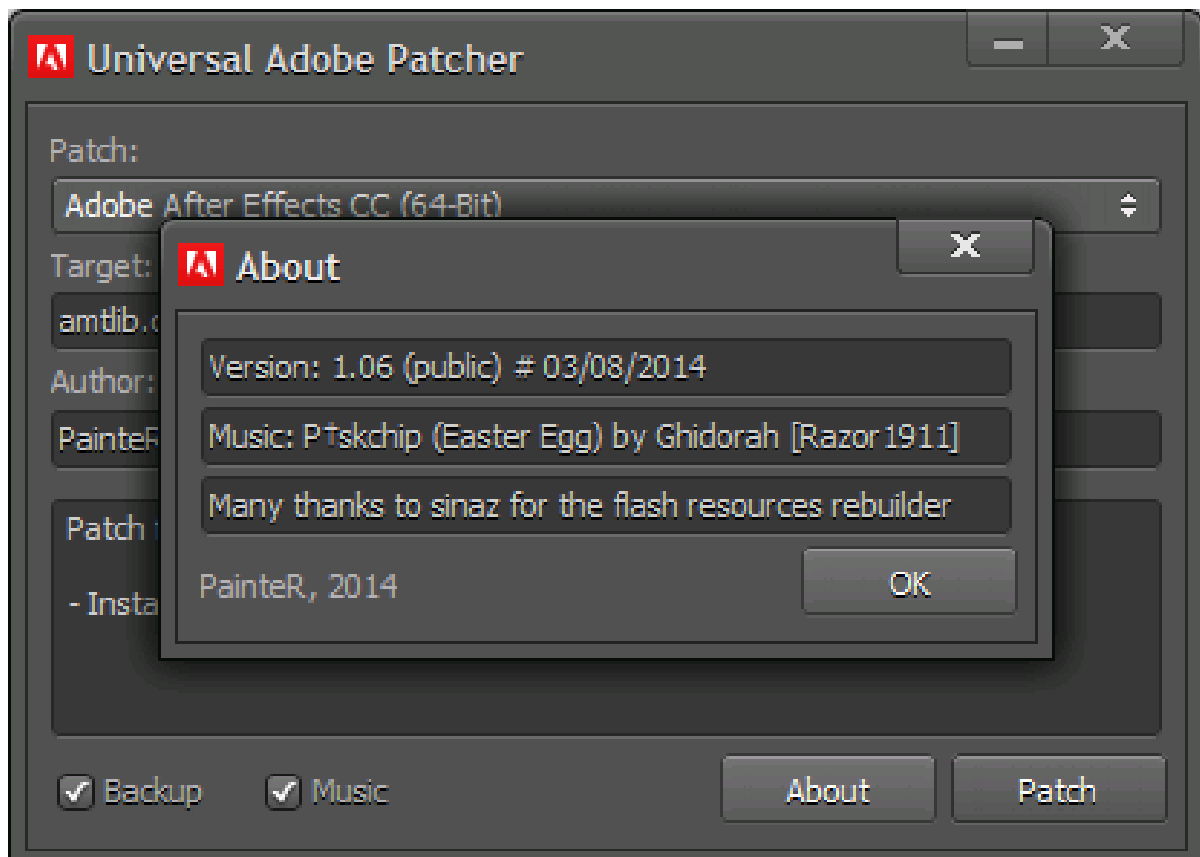 Universal Adobe Patcher
Patch:
Adobe After Effects CC (64-Bit)
Target:
amtlib.
Author:
PainteR
Patch
- Insta
About
Version: 1.06 (public) # 03/08/2014
Music: P†skchip (Easter Egg) by Ghidorah [Razor1911]
Many thanks to sinaz for the flash resources rebuilder
PainteR, 2014
OK
Backup
Music
About
Patch